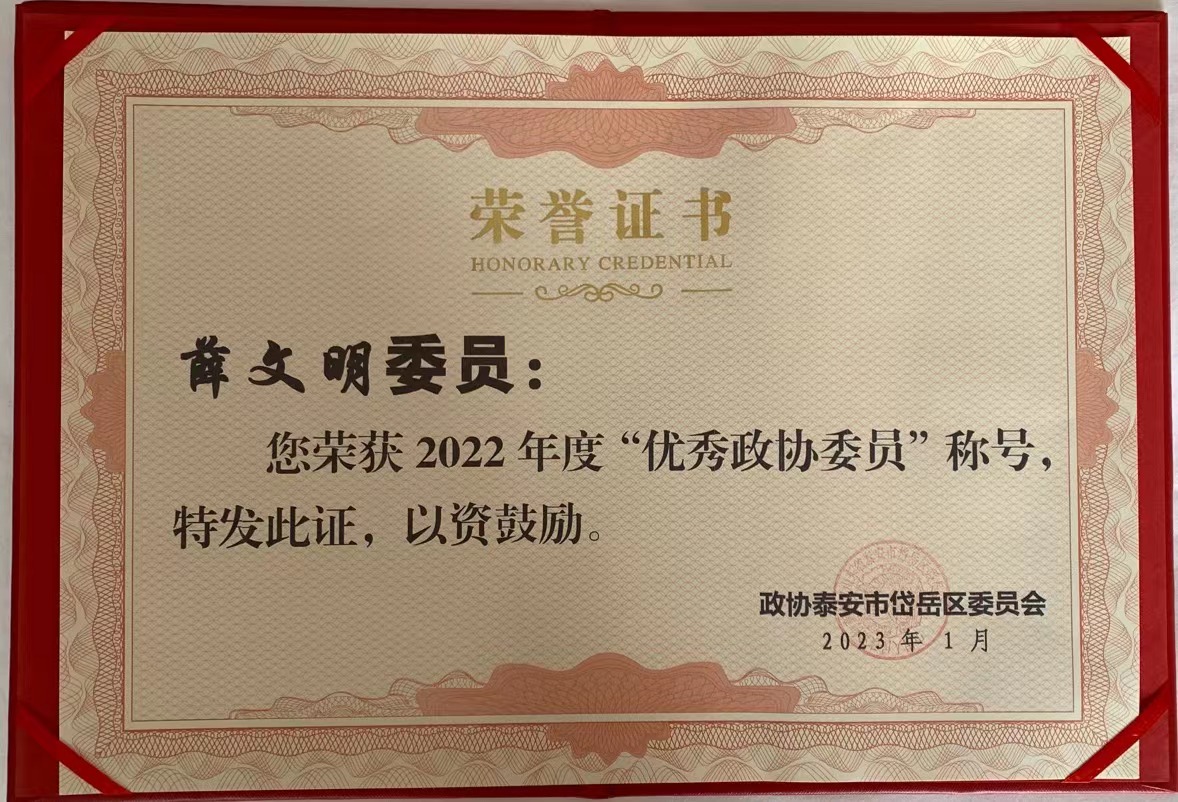 荣誉证书
HONORARY CREDENTIAL
薛文明委员：
您荣获2022年度“优秀政协委员”称号，
特发此证，以资鼓励。
政协泰安市岱岳区委员会
2023年1月